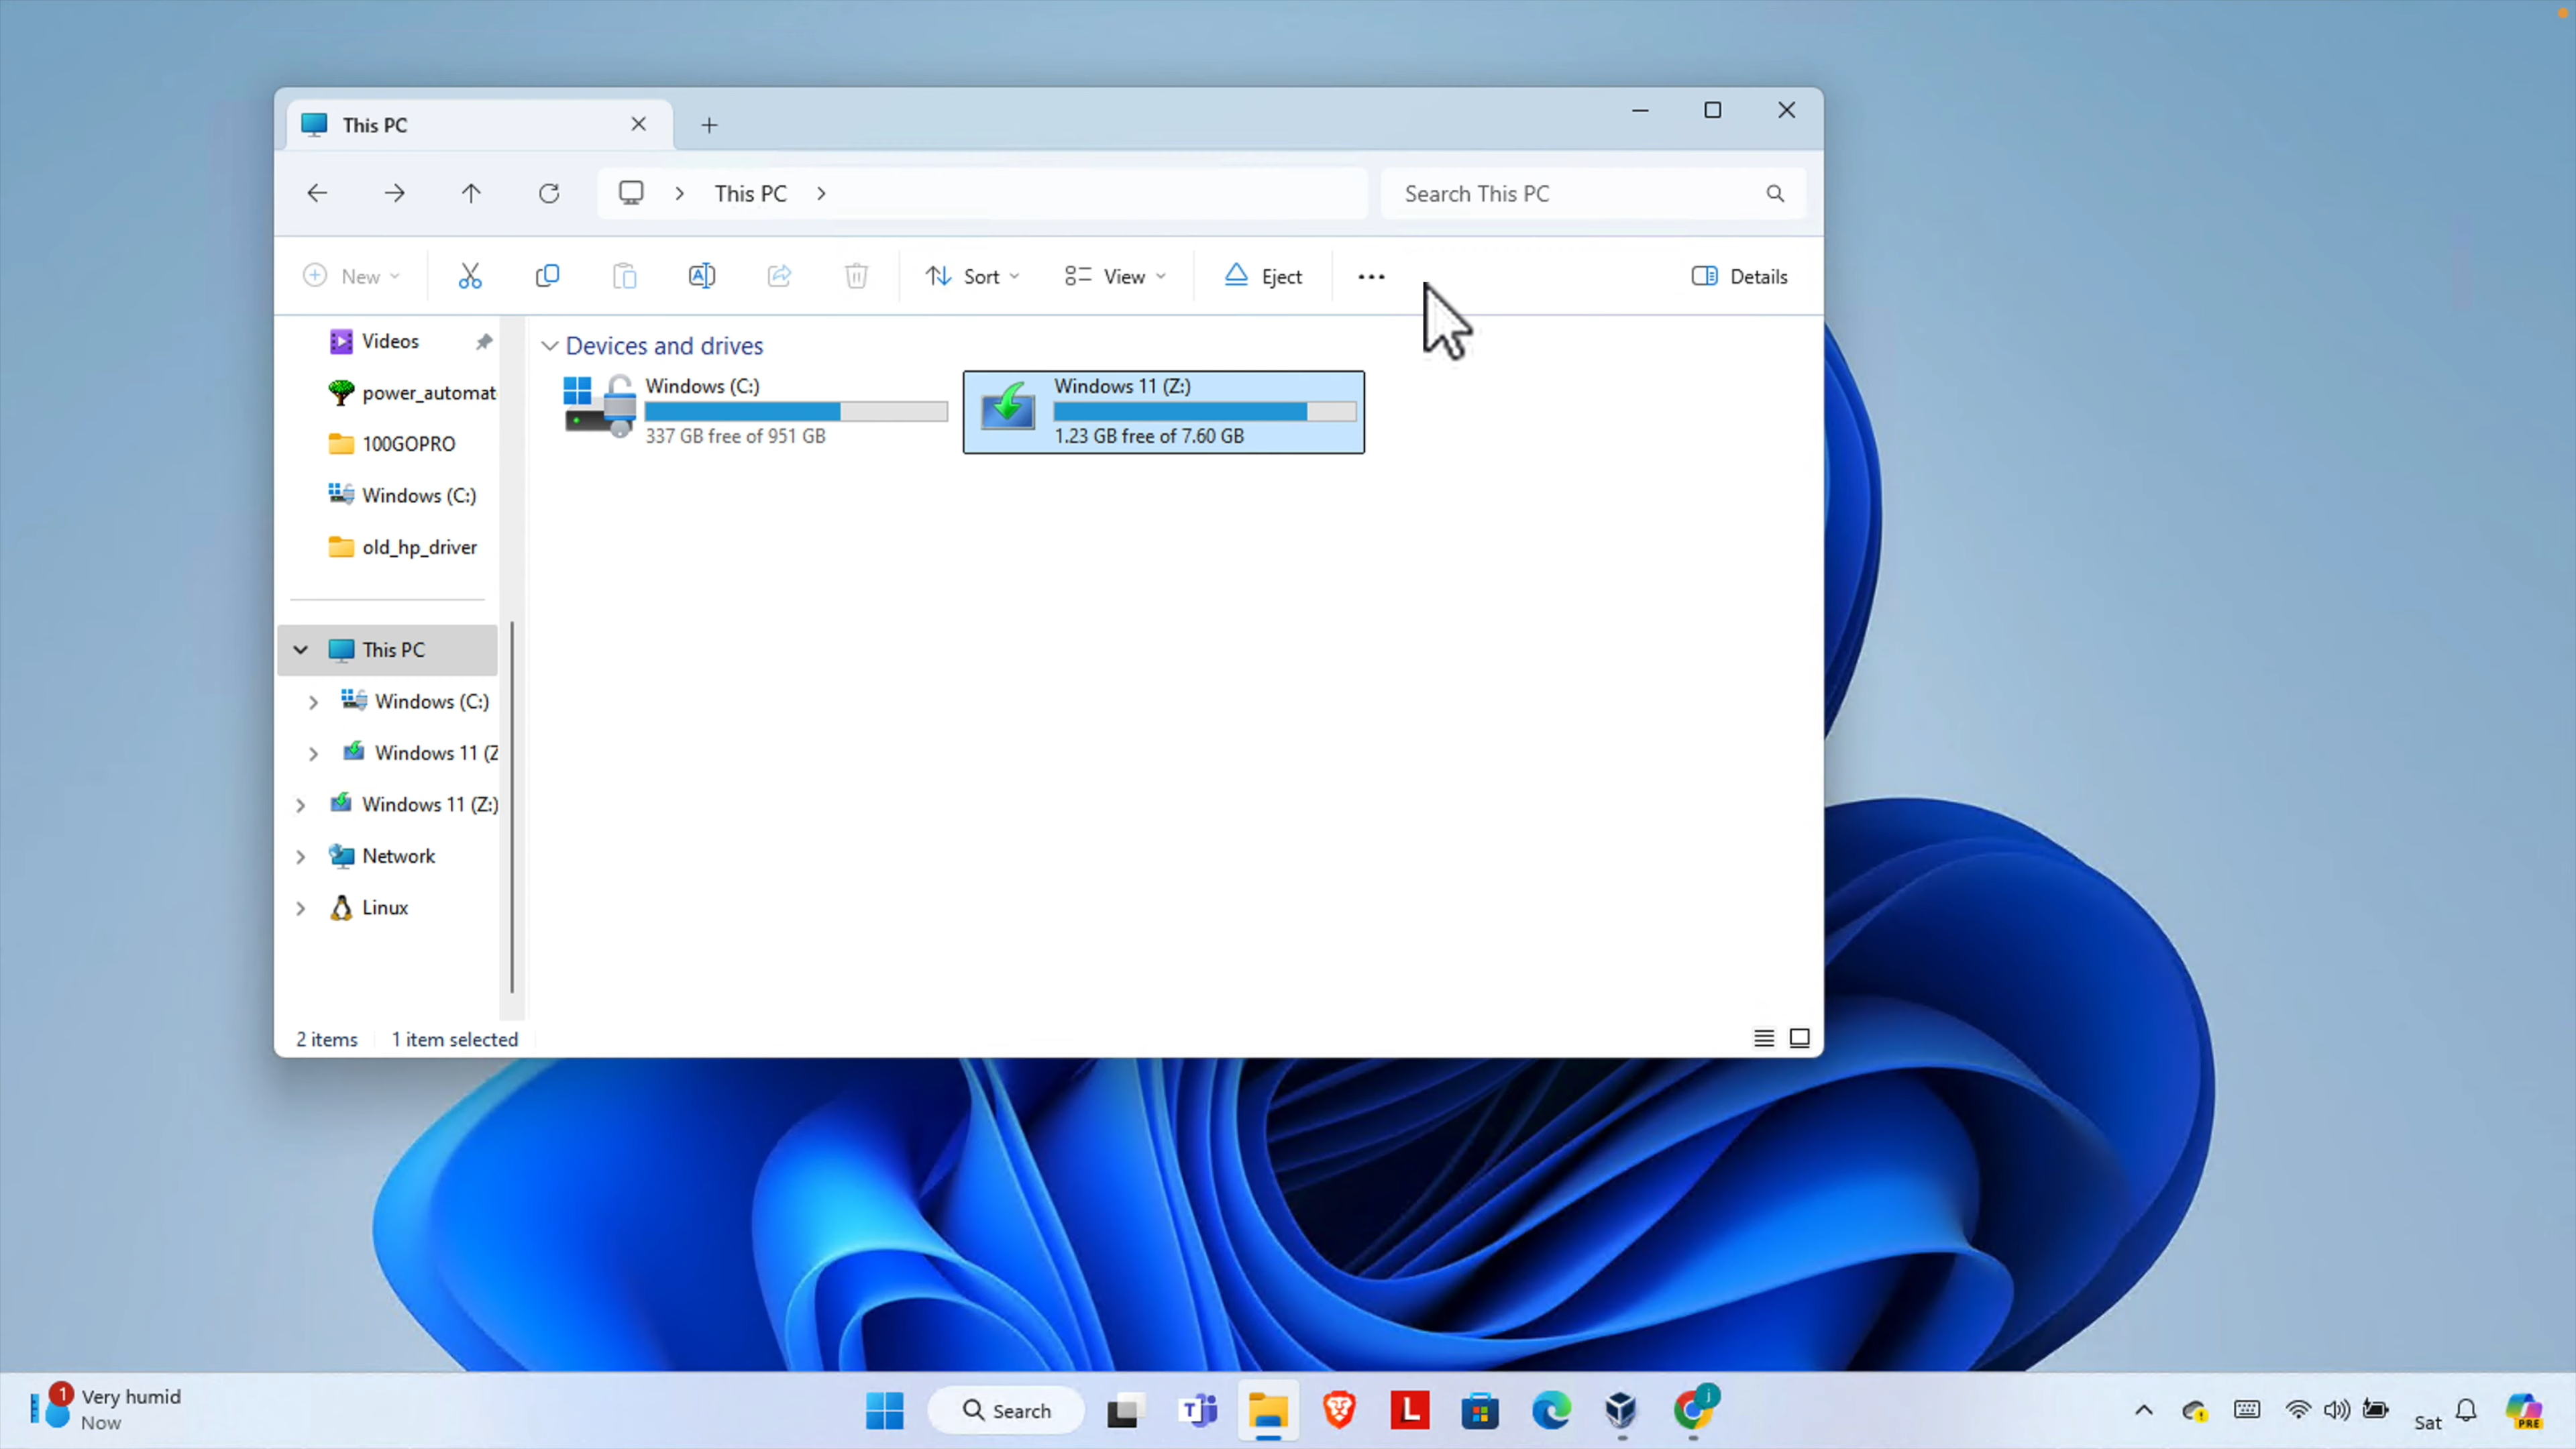 This PC
This PC
Search This PC
New
Sort
View
Eject
Details
Videos
power_automat
100GOPRO
Windows (C:)
old_hp_driver
This PC
Windows (C:)
Windows 11 (Z
Windows 11 (Z:)
Network
Linux
Devices and drives
Windows (C:)
337 GB free of 951 GB
Windows 11 (Z:)
1.23 GB free of 7.60 GB
2 items
1 item selected
1
Very humid
Now
Search
T
L
j
Sat
PRE